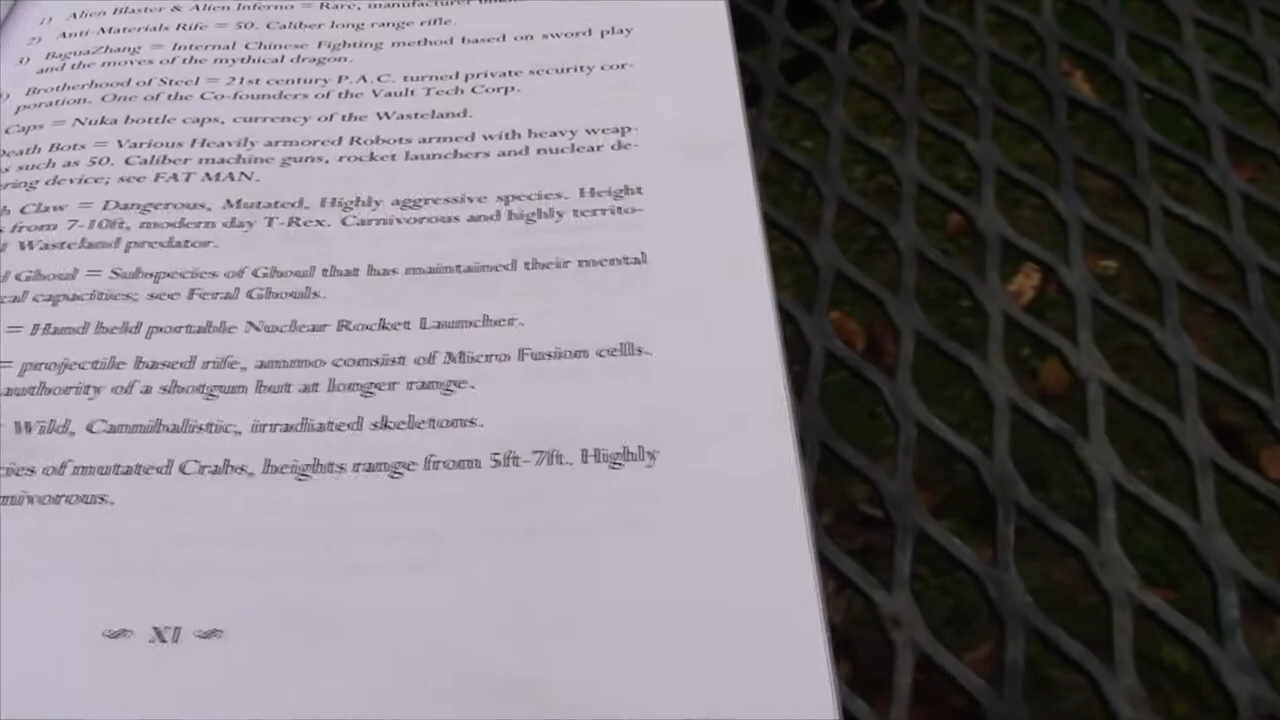 1) Alien Blaster & Alien Inferno = Rare, manufacturer
2) Anti-Materials Rife = 50. Caliber long range rifle.
3) BaguaZhang = Internal Chinese Fighting method based on sword play
and the moves of the mythical dragon.
) Brotherhood of Steel = 21st century P.A.C. turned private security cor-
poration. One of the Co-founders of the Vault Tech Corp.
Caps = Nuka bottle caps, currency of the Wasteland.
Death Bots = Various Heavily armored Robots armed with heavy weap-
s such as 50. Caliber machine guns, rocket launchers and nuclear de-
ring device; see FAT MAN.
h Claw = Dangerous, Mutated, Highly aggressive species. Height
s from 7-10ft, modern day T-Rex. Carnivorous and highly territo-
Wasteland predator.
d Ghoul = Subspecies of Ghoul that has maintained their mental
cal capacities; see Feral Ghouls.
= Hand held portable Nuclear Rocket Launcher.
= projectile based rife, ammo consist of Micro Fusion cells.
authority of a shotgun but at longer range.
Wild, Cannibalistic, irradiated skeletons.
cies of mutated Crabs, heights range from 5ft-7ft. Highly
mnivorous.
XI